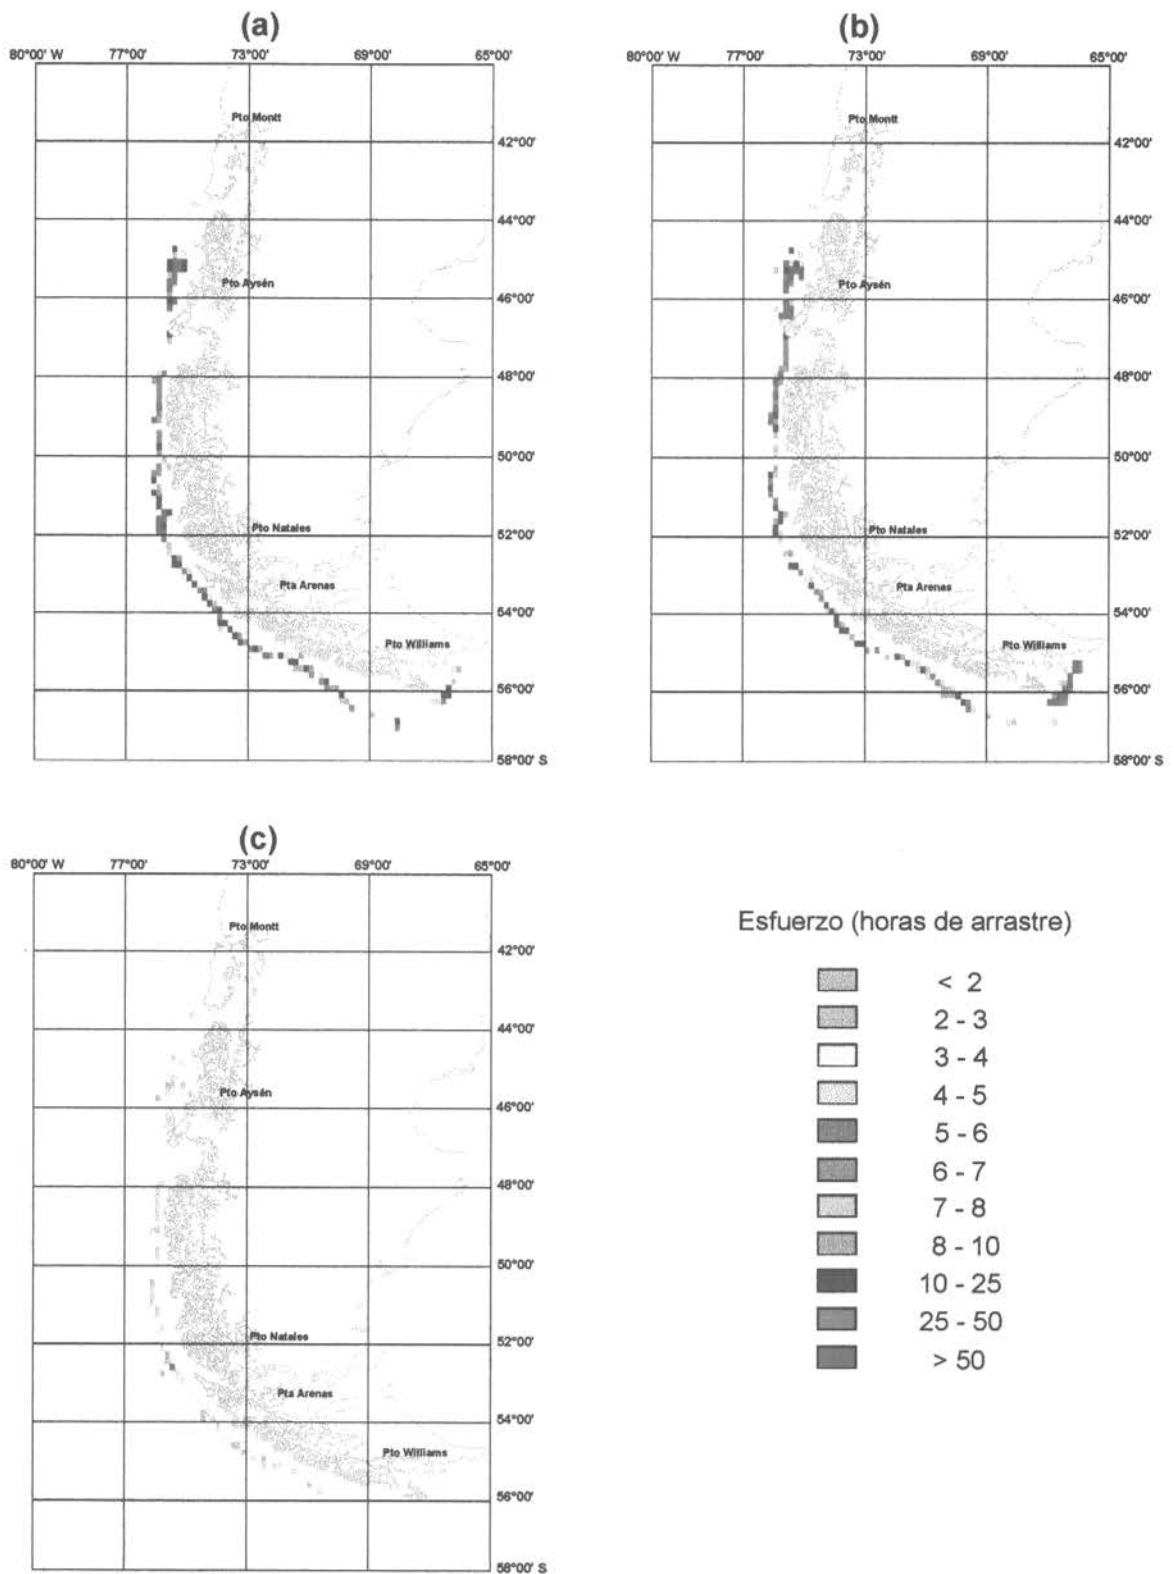 (a)
80°00' W 77°00' 73°00' 69°00' 65°00'
Pto Montt
42°00'
44°00'
Pto Aysén
46°00'
48°00'
50°00'
Pto Natales
52°00'
Pta Arenas
54°00'
Pto Williams
56°00'
58°00' S
(b)
80°00' W 77°00' 73°00' 69°00' 65°00'
Pto Montt
42°00'
44°00'
Pto Aysén
46°00'
48°00'
50°00'
Pto Natales
52°00'
Pta Arenas
54°00'
Pto Williams
56°00'
58°00' S
(c)
80°00' W 77°00' 73°00' 69°00' 65°00'
Pto Montt
42°00'
44°00'
Pto Aysén
46°00'
48°00'
50°00'
Pto Natales
52°00'
Pta Arenas
54°00'
Pto Williams
56°00'
58°00' S
Esfuerzo (horas de arrastre)
< 2
2 - 3
3 - 4
4 - 5
5 - 6
6 - 7
7 - 8
8 - 10
10 - 25
25 - 50
> 50